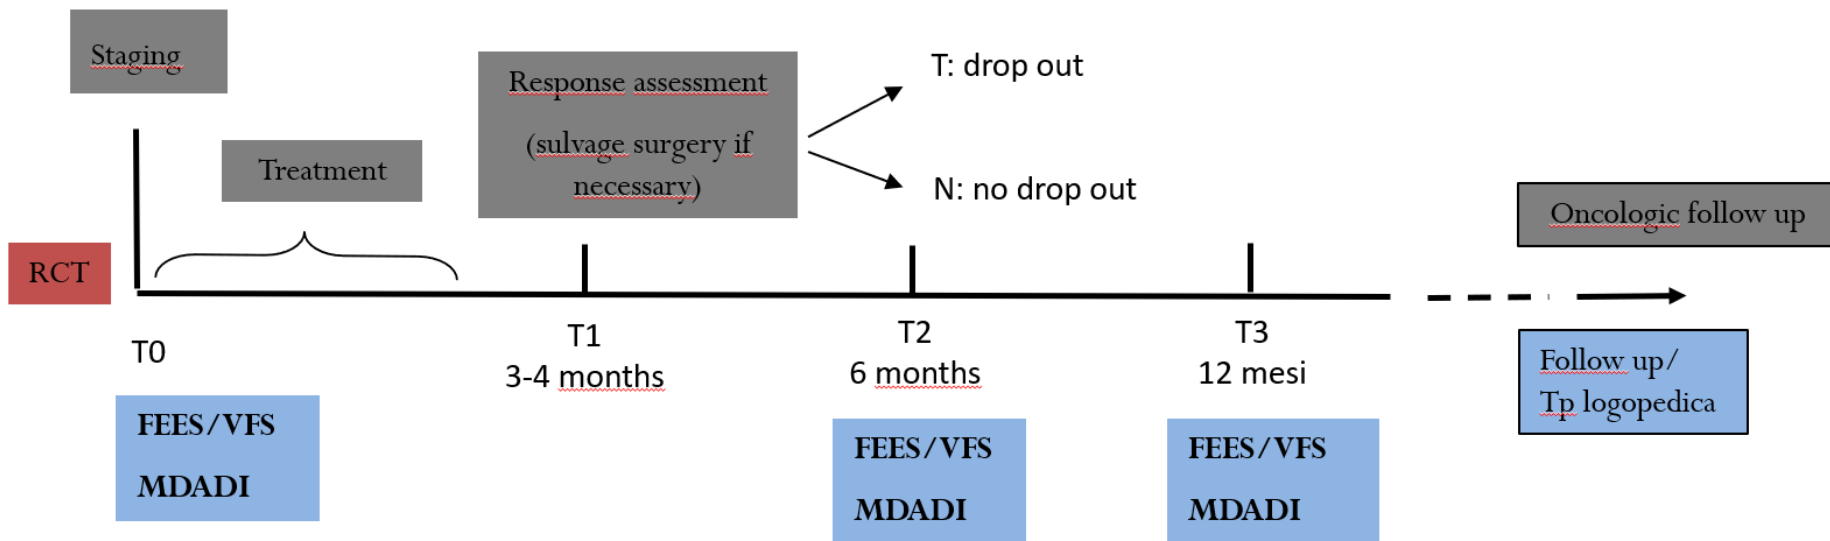 Staging
Treatment
Response assessment
(sulvage surgery if
necessary)
T: drop out
N: no drop out
Oncologic follow up
RCT
T0
T1
3-4 months
T2
6 months
T3
12 mesi
Follow up/
Tp logopedica
FEES/VFS
MDADI
FEES/VFS
MDADI
FEES/VFS
MDADI